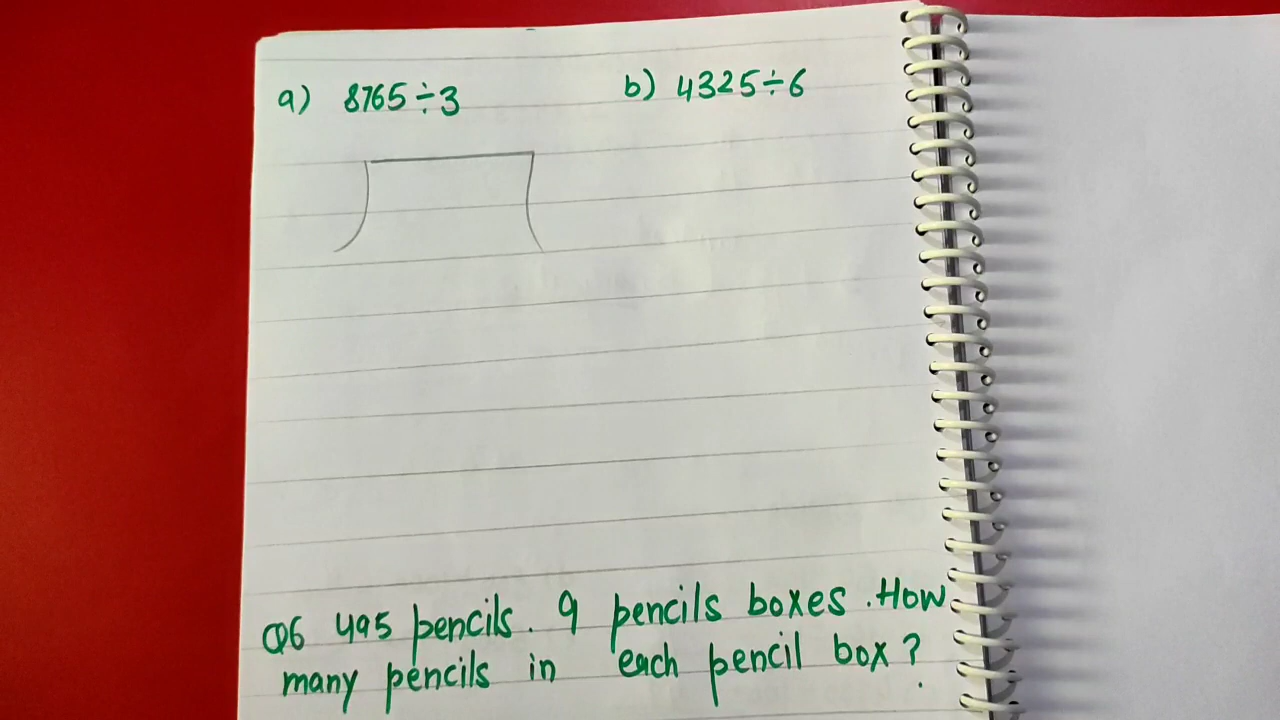 a) 8765÷3 b) 4325÷6
Q6 495 pencils. 9 pencils boxes. How
many pencils in each pencil box?